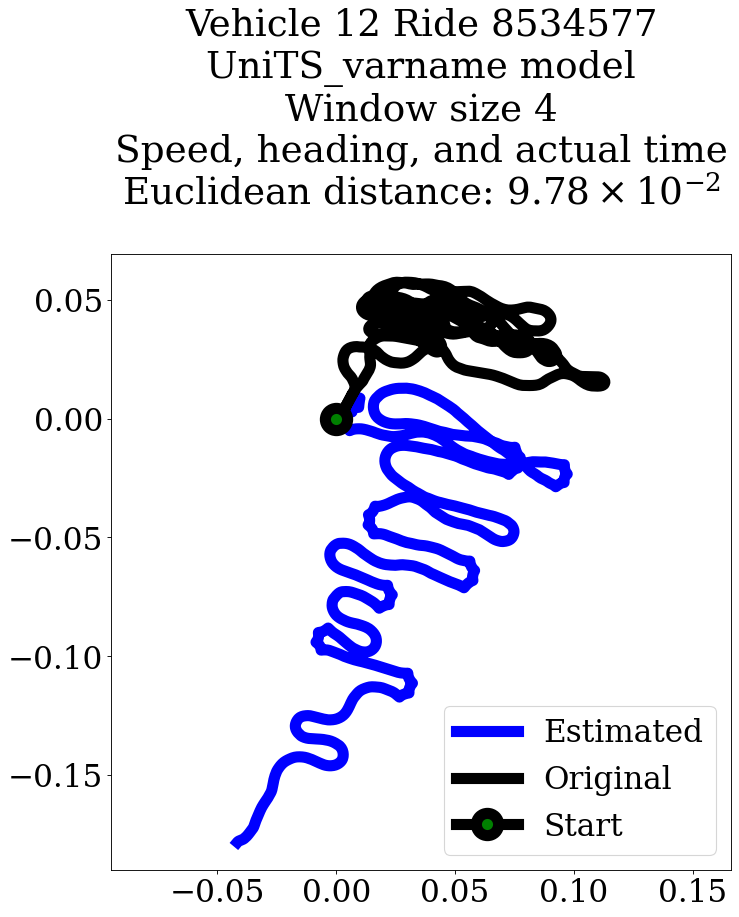 Vehicle 12 Ride 8534577
UniTS_varname model
Window size 4
Speed, heading, and actual time
Euclidean distance: 9.78 × 10⁻²
0.05
0.00
−0.05
−0.10
−0.15
Estimated
Original
Start
−0.05 0.00 0.05 0.10 0.15